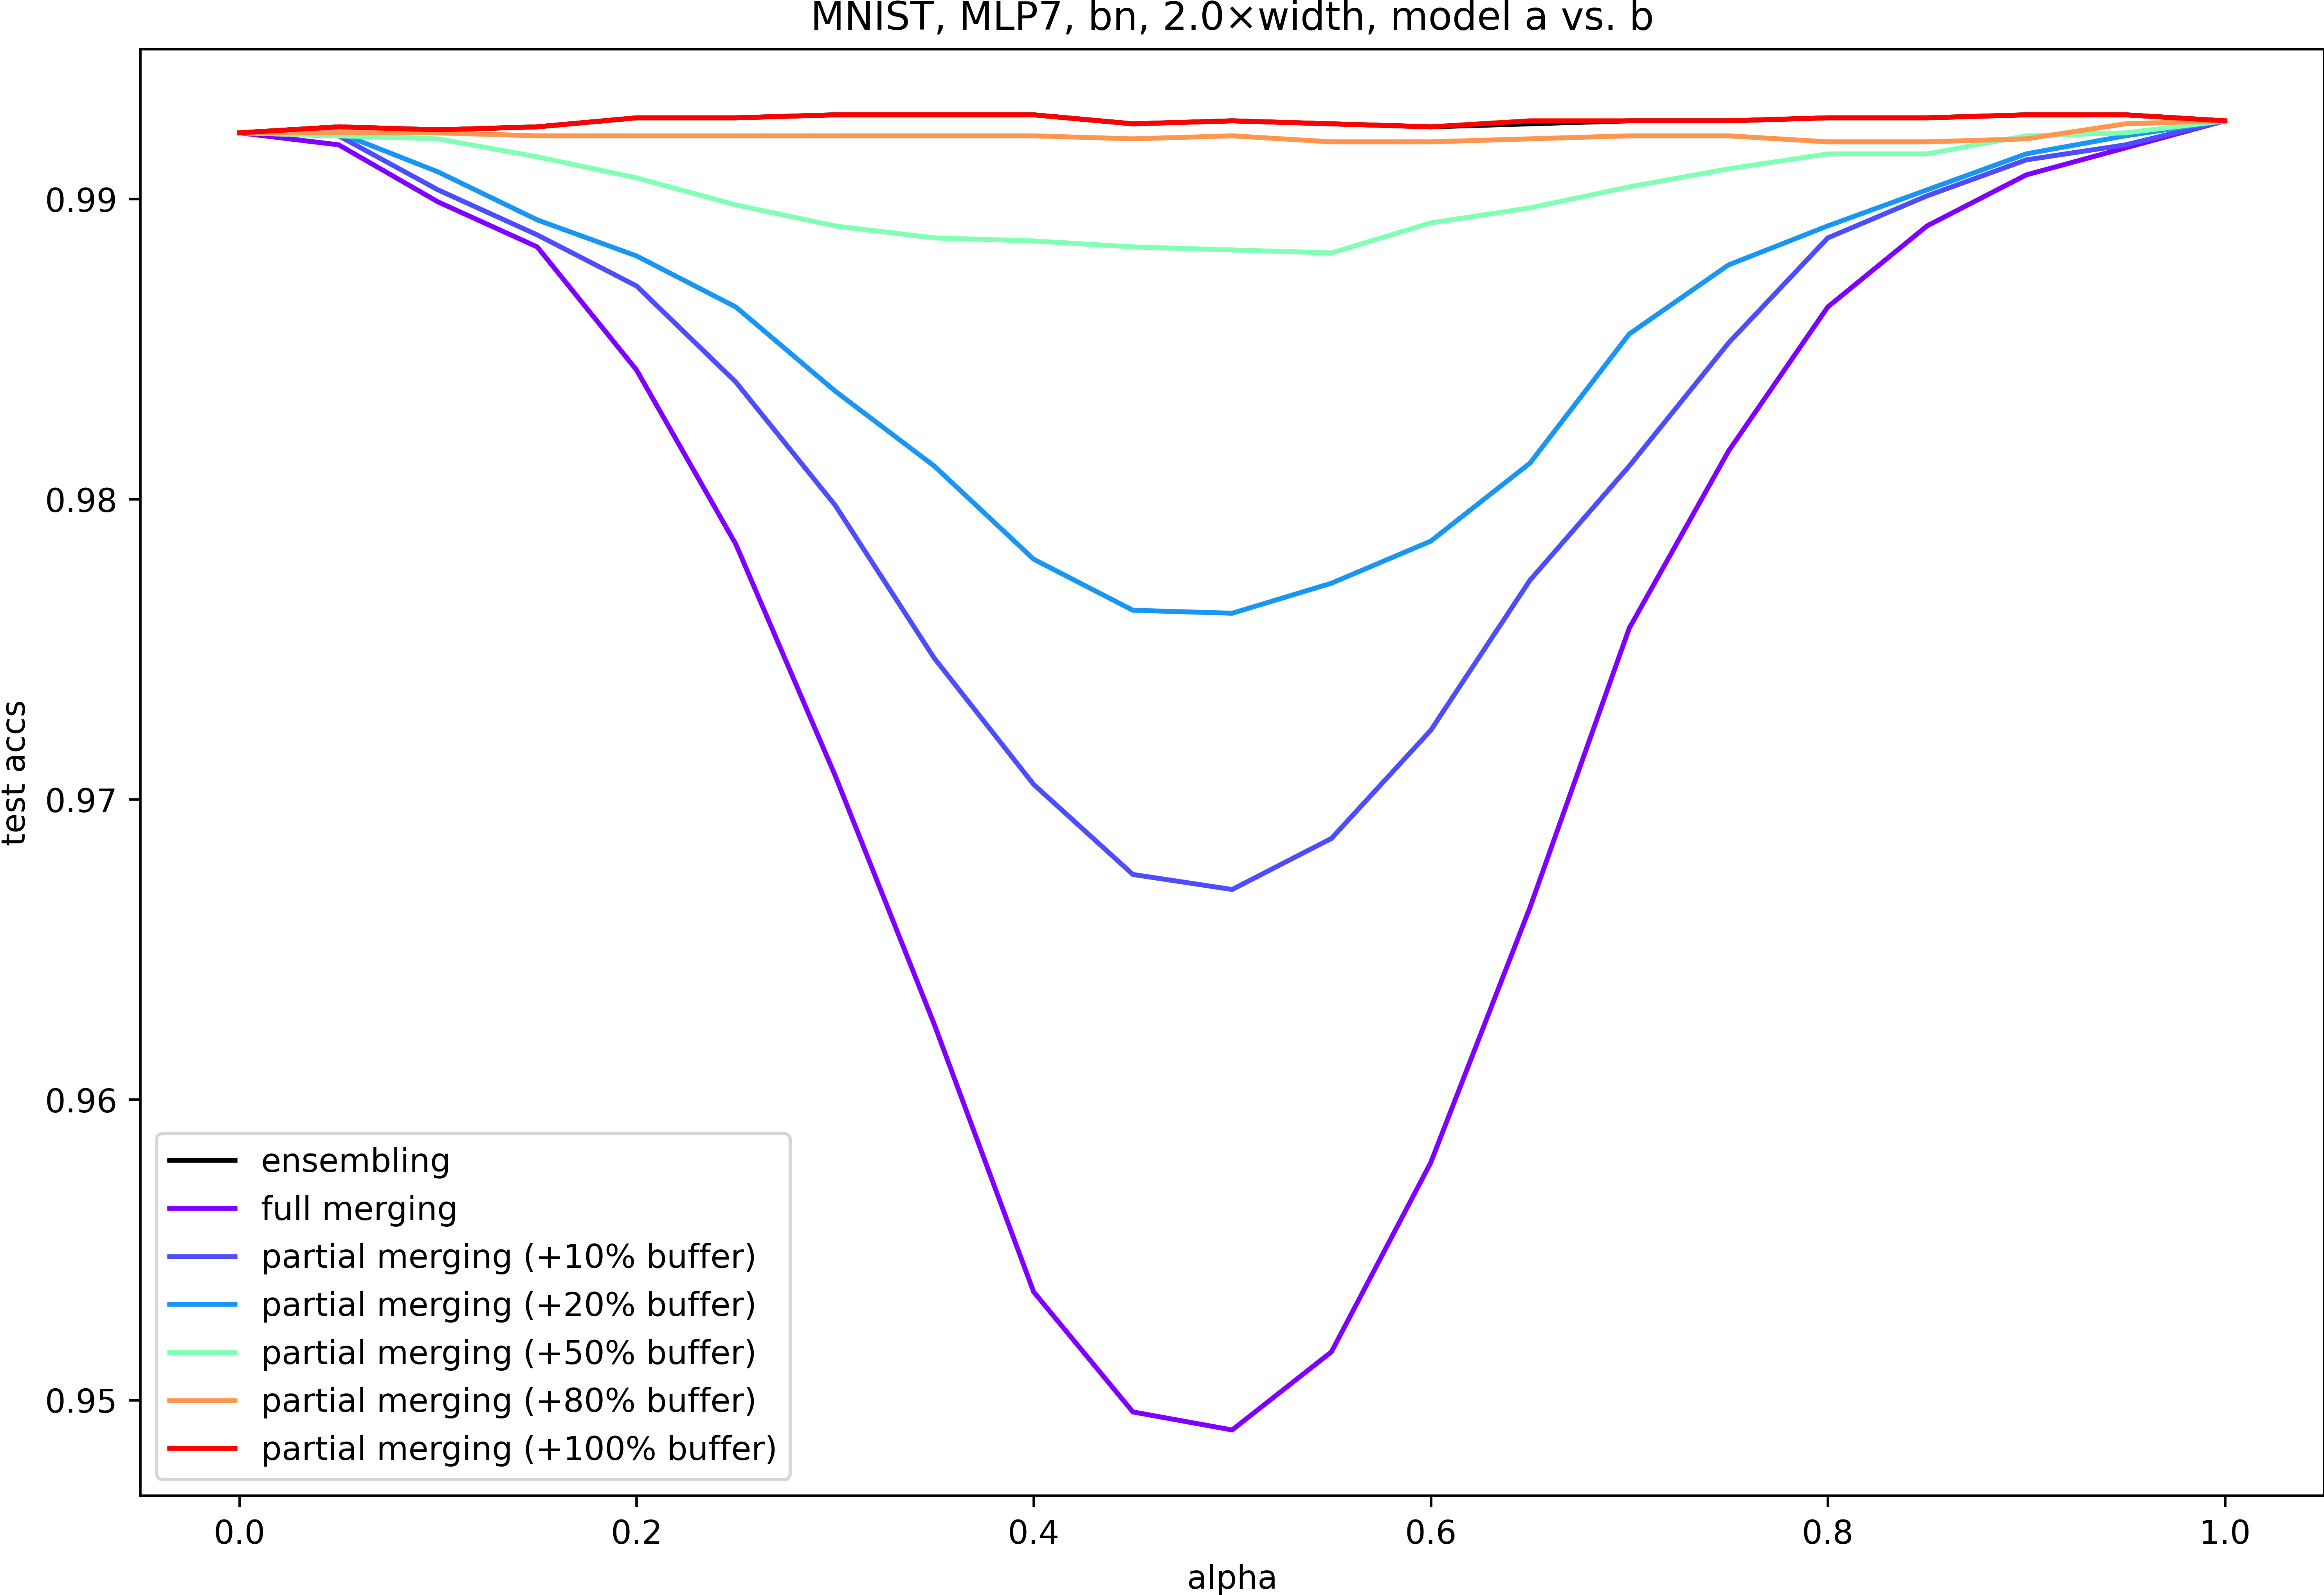 MNIST, MLP7, bn, 2.0×width, model a vs. b
test accs
0.99
0.98
0.97
0.96
0.95
ensembling
full merging
partial merging (+10% buffer)
partial merging (+20% buffer)
partial merging (+50% buffer)
partial merging (+80% buffer)
partial merging (+100% buffer)
0.0 0.2 0.4 0.6 0.8 1.0
alpha